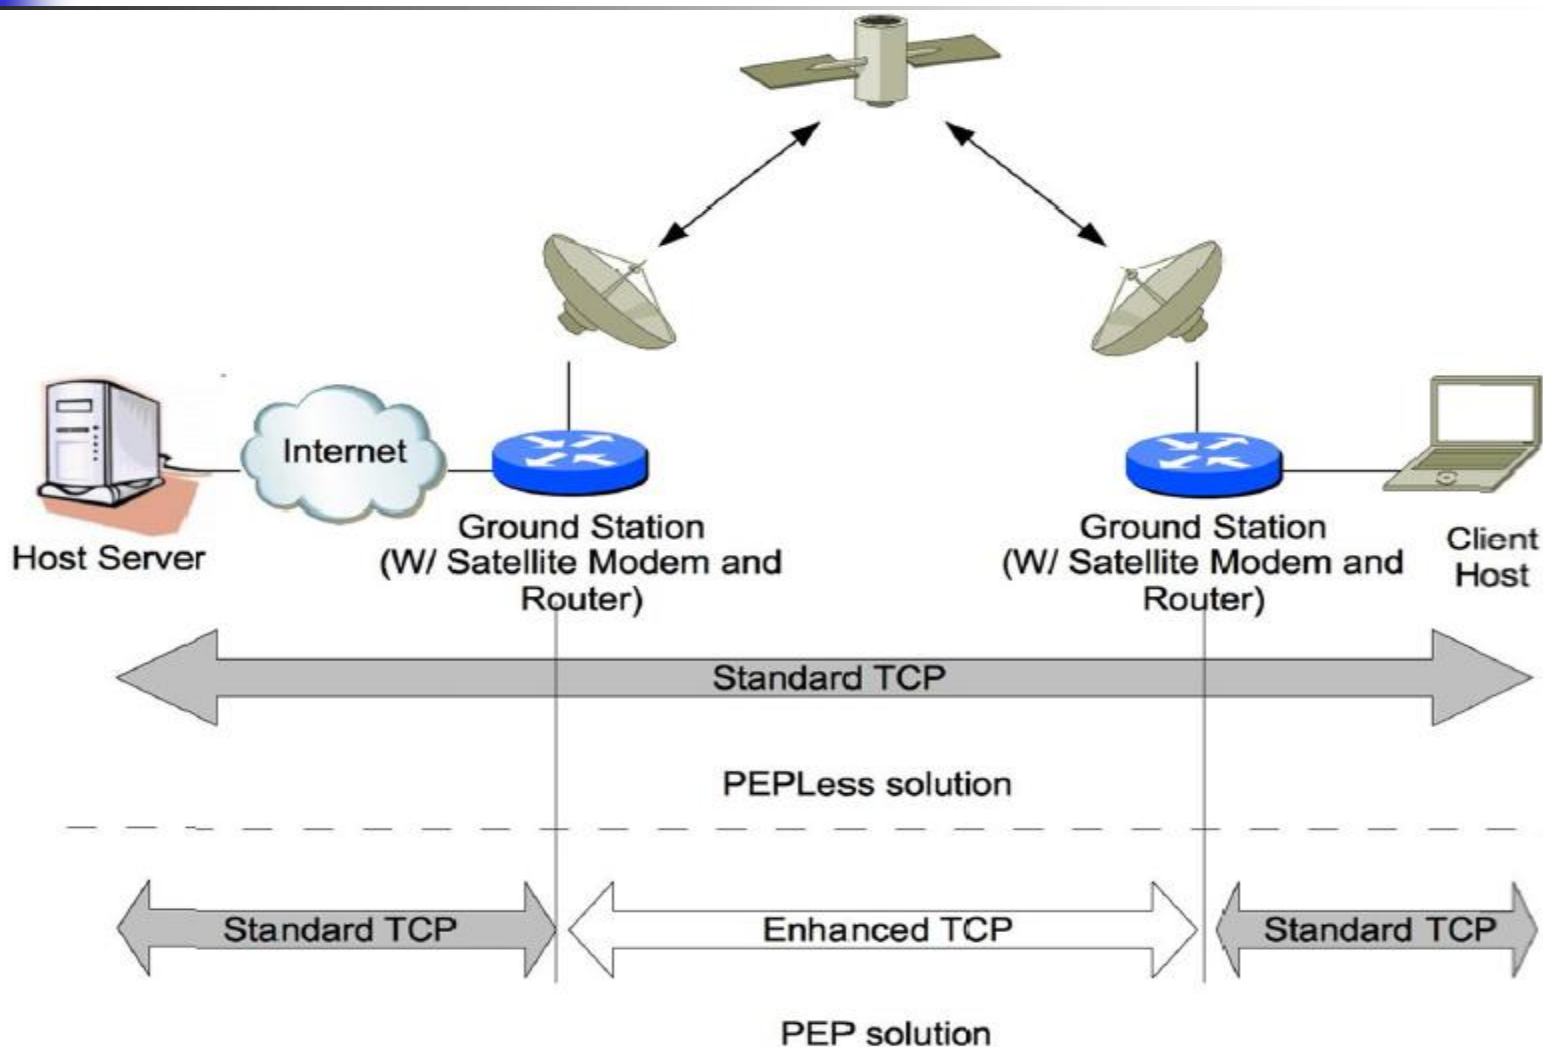 Internet
Host Server
Ground Station
(W/ Satellite Modem and
Router)
Ground Station
(W/ Satellite Modem and
Router)
Client
Host
Standard TCP
PEPLess solution
Standard TCP
Enhanced TCP
Standard TCP
PEP solution